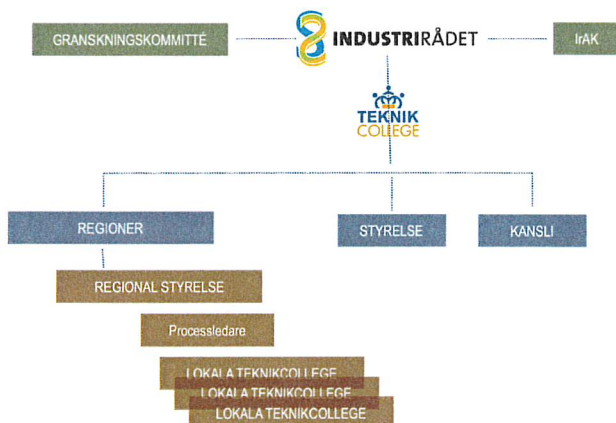 GRANSKNINGSKOMMITTÉ
INDUSTRIRÅDET
IrAK
TEKNIK
COLLEGE
REGIONER
STYRELSE
KANSLI
REGIONAL STYRELSE
Processledare
LOKALA TEKNIKCOLLEGE
LOKALA TEKNIKCOLLEGE
LOKALA TEKNIKCOLLEGE